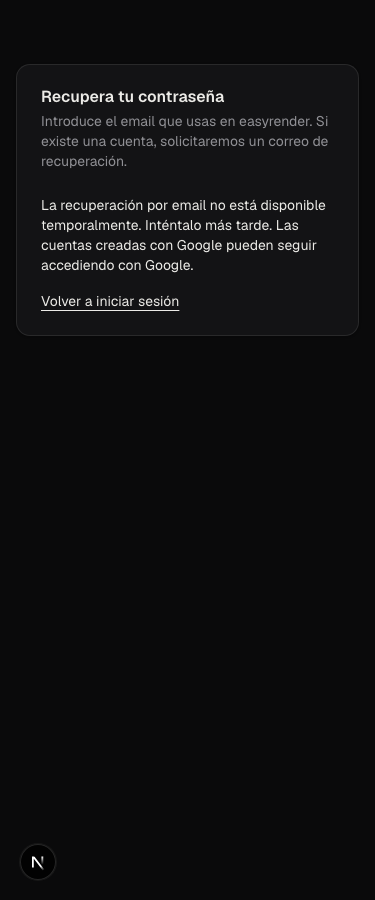 Recupera tu contraseña
Introduce el email que usas en easyrender. Si
existe una cuenta, solicitaremos un correo de
recuperación.
La recuperación por email no está disponible
temporalmente. Inténtalo más tarde. Las
cuentas creadas con Google pueden seguir
accediendo con Google.
Volver a iniciar sesión
N